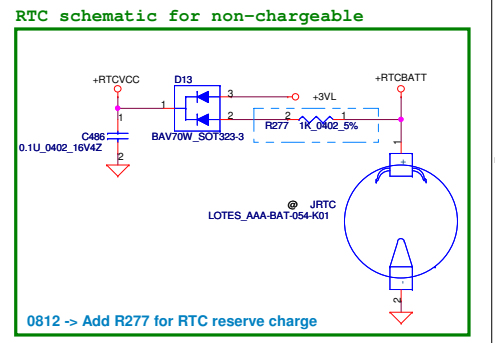 RTC schematic for non-chargeable
+RTCVCC
D13
+RTCBATT
3
+3VL
1
2
2
1
1
R277
1K_0402_5%
C486
BAV70W_SOT323-3
0.1U_0402_16V4Z
2
1
+
@ JRTC
LOTES_AAA-BAT-054-K01
-
2
0812 -> Add R277 for RTC reserve charge